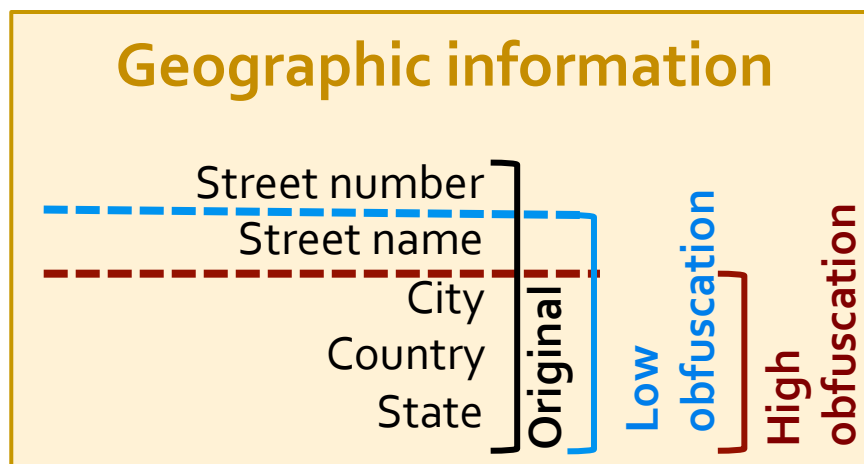 Geographic information
Street number
Street name
City
Country
State
Original
Low
obfuscation
High
obfuscation